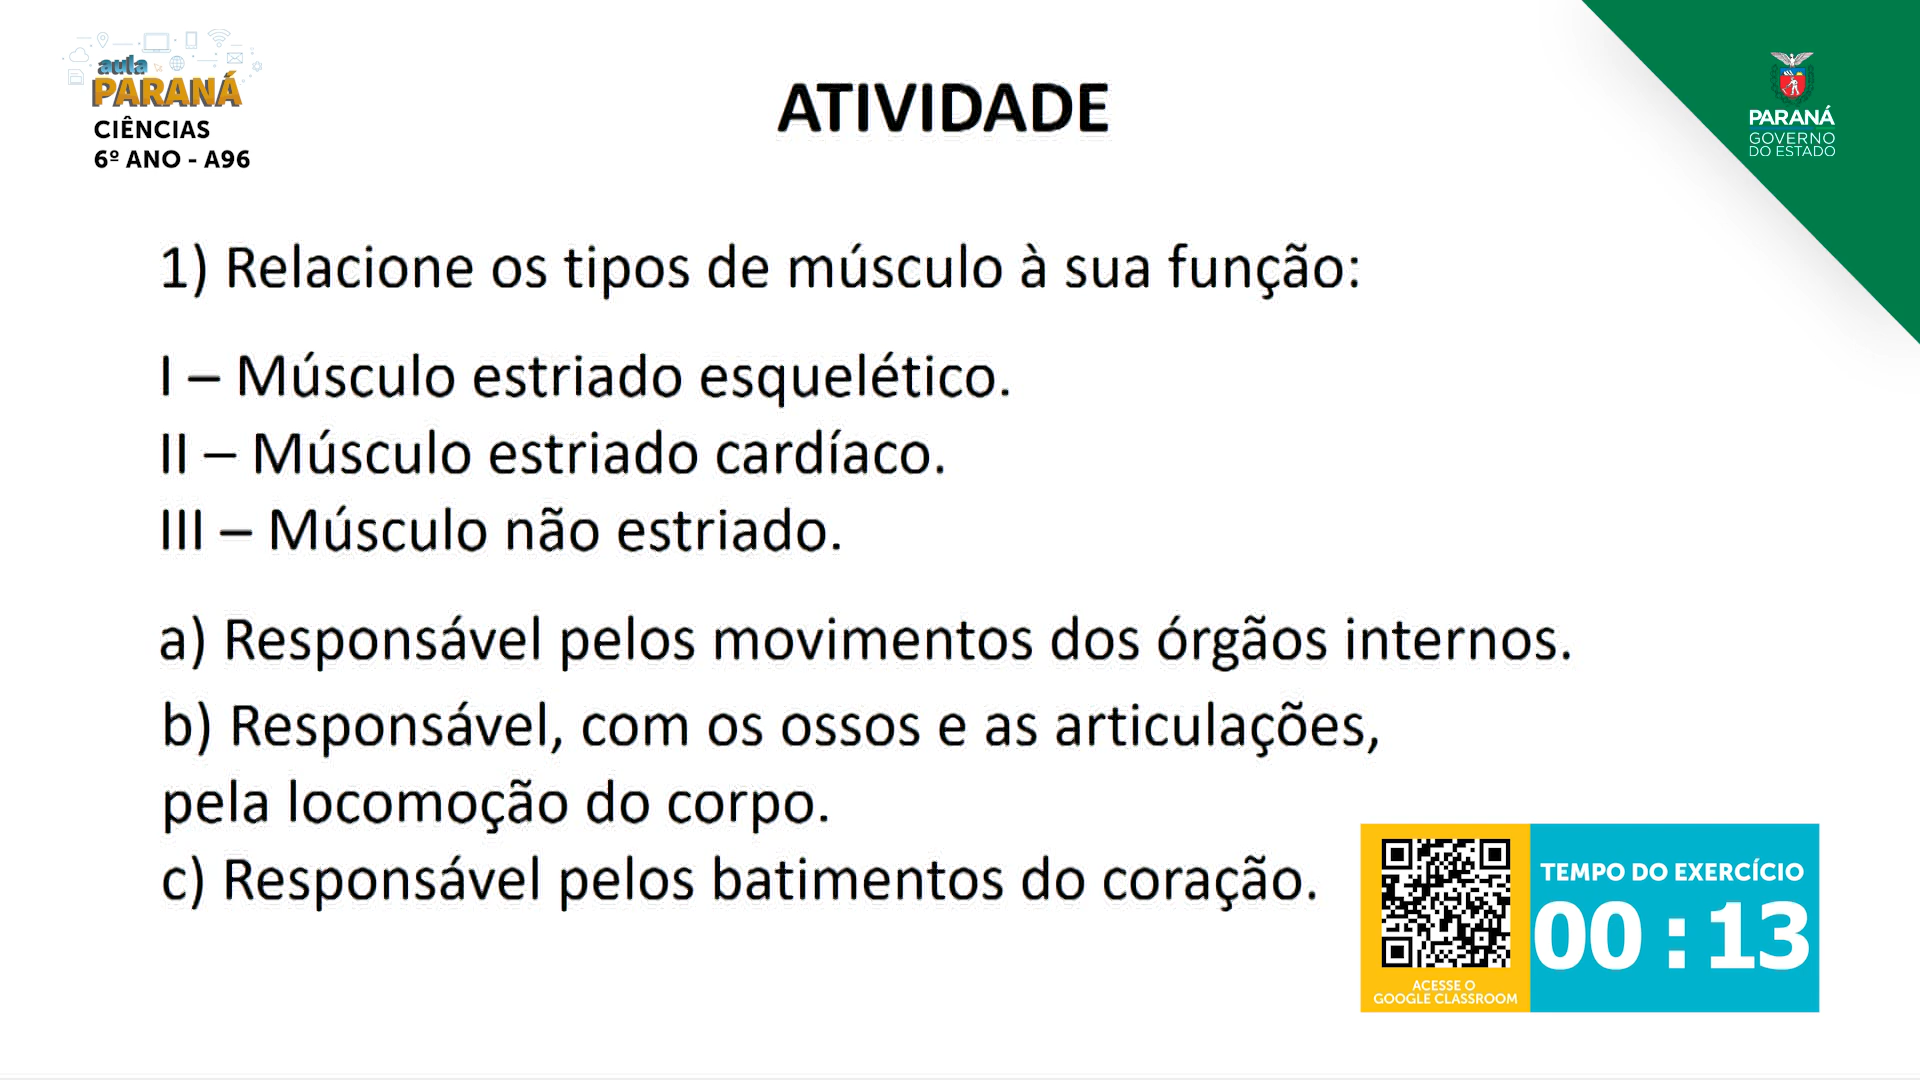 aula
PARANÁ
CIÊNCIAS
6º ANO - A96
ATIVIDADE
PARANÁ
GOVERNO
DO ESTADO
1) Relacione os tipos de músculo à sua função:
I – Músculo estriado esquelético.
II – Músculo estriado cardíaco.
III – Músculo não estriado.
a) Responsável pelos movimentos dos órgãos internos.
b) Responsável, com os ossos e as articulações,
pela locomoção do corpo.
c) Responsável pelos batimentos do coração.
TEMPO DO EXERCÍCIO
00:13
ACESSE O
GOOGLE CLASSROOM